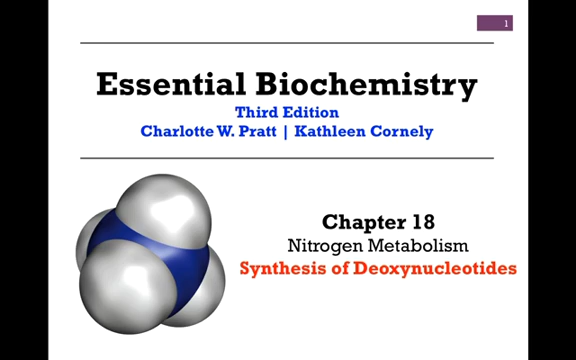 1
Essential Biochemistry
Third Edition
Charlotte W. Pratt | Kathleen Cornely
Chapter 18
Nitrogen Metabolism
Synthesis of Deoxynucleotides